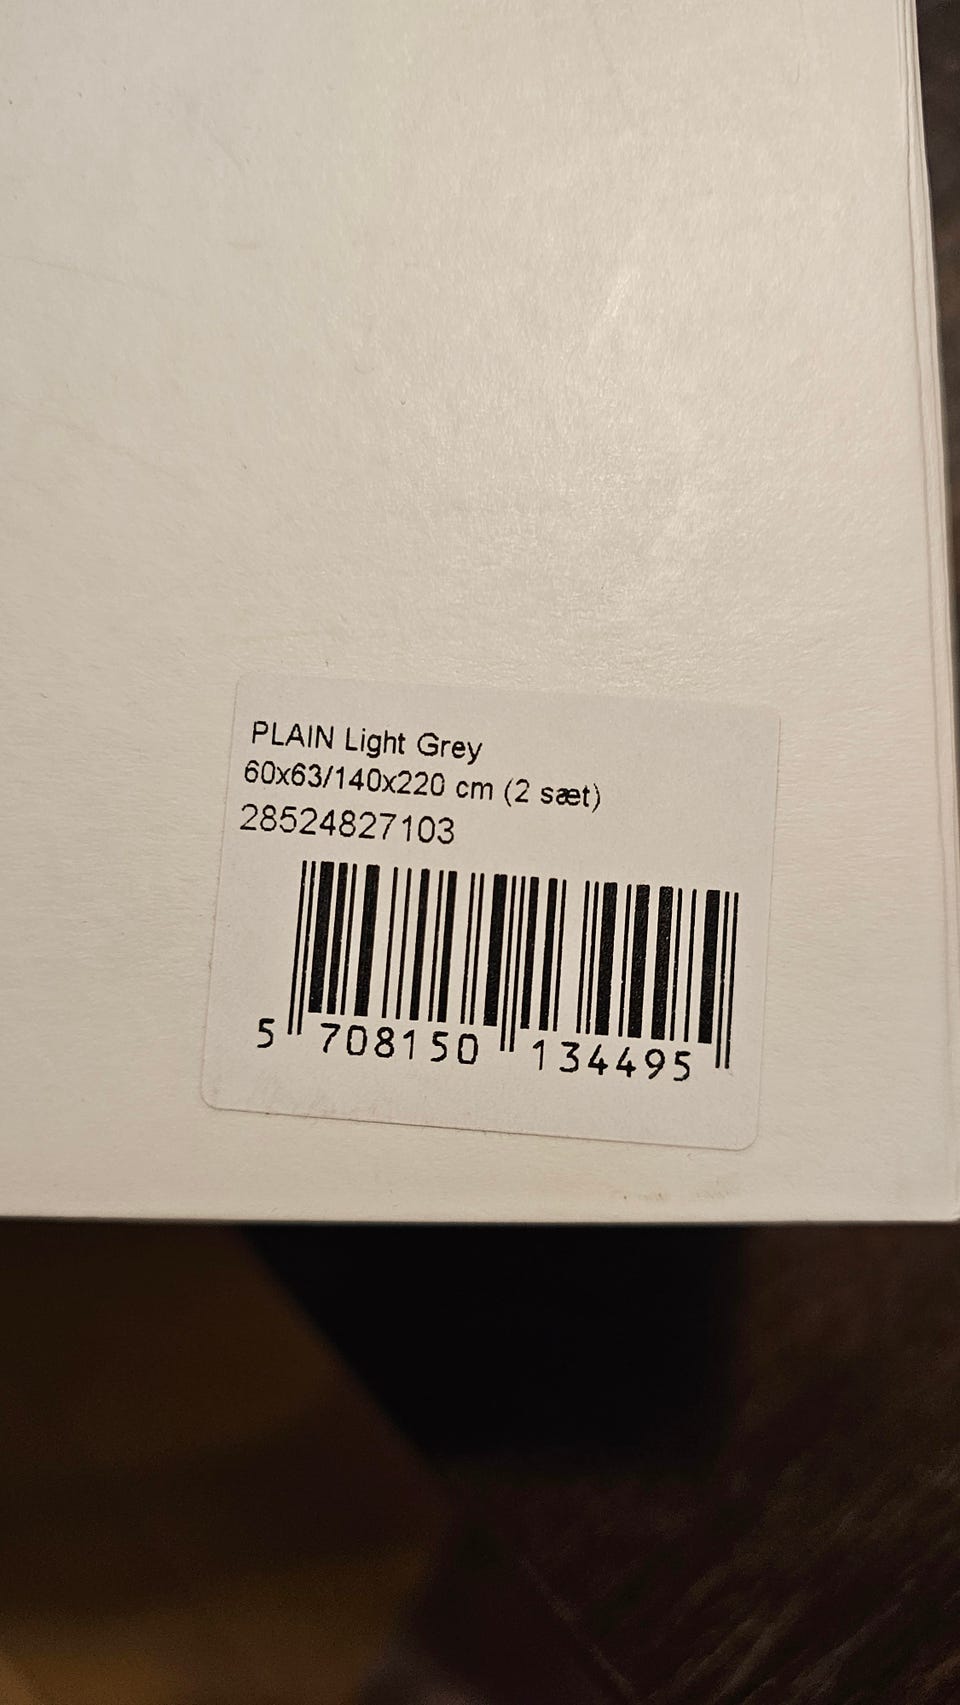 PLAIN Light Grey
60x63/140x220 cm (2 sæt)
28524827103
5 708150 134495